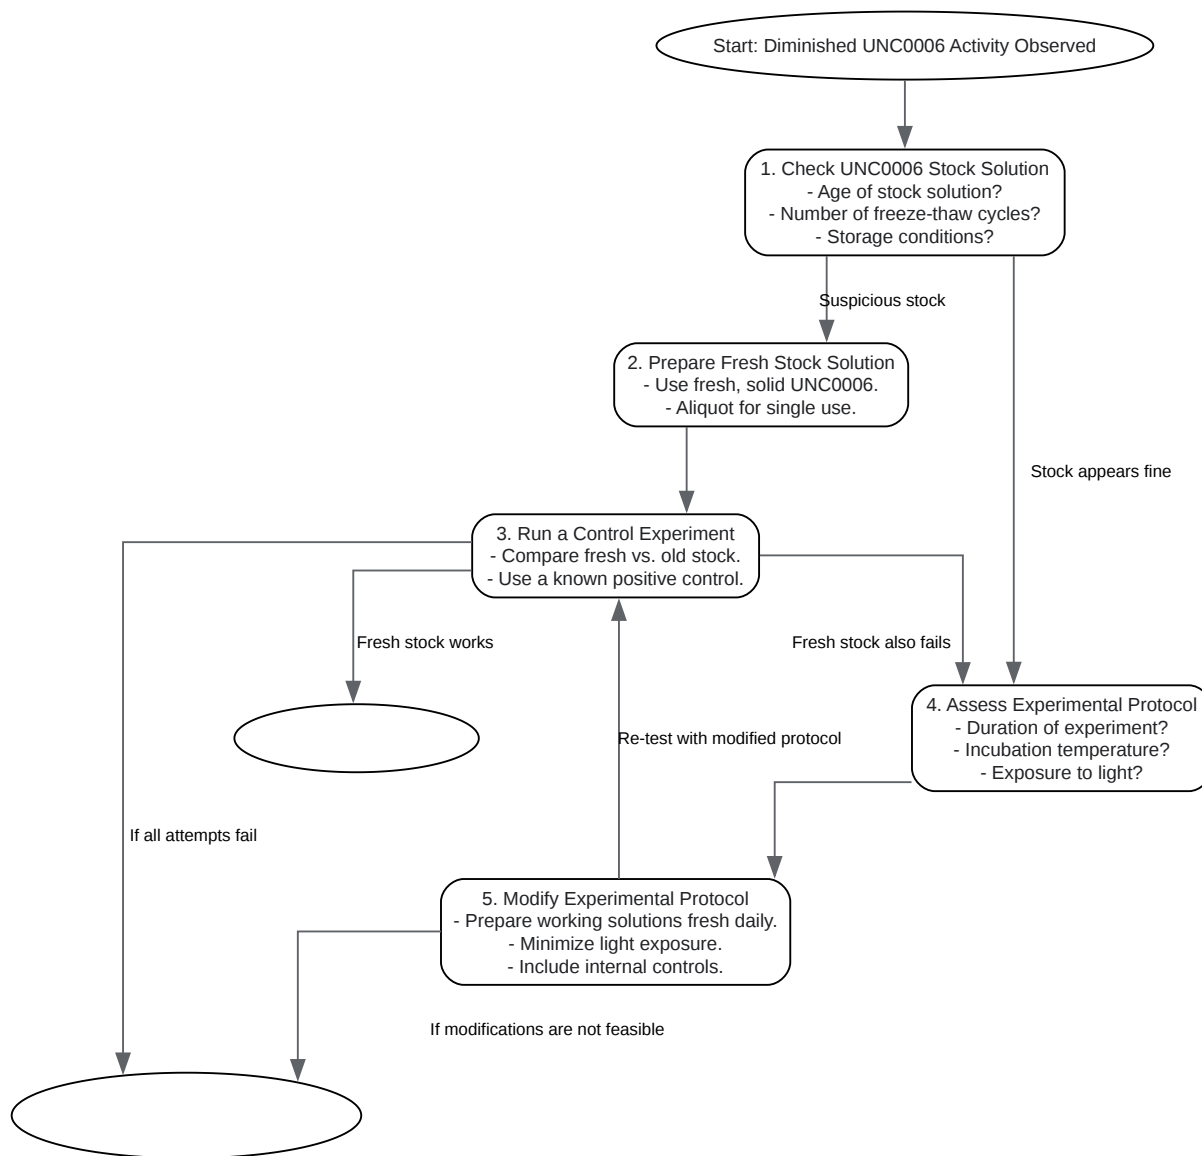 Start: Diminished UNC0006 Activity Observed
1. Check UNC0006 Stock Solution
- Age of stock solution?
- Number of freeze-thaw cycles?
- Storage conditions?
Suspicious stock
2. Prepare Fresh Stock Solution
- Use fresh, solid UNC0006.
- Aliquot for single use.
Stock appears fine
3. Run a Control Experiment
- Compare fresh vs. old stock.
- Use a known positive control.
Fresh stock works
Fresh stock also fails
4. Assess Experimental Protocol
- Duration of experiment?
- Incubation temperature?
- Exposure to light?
Re-test with modified protocol
If all attempts fail
5. Modify Experimental Protocol
- Prepare working solutions fresh daily.
- Minimize light exposure.
- Include internal controls.
If modifications are not feasible